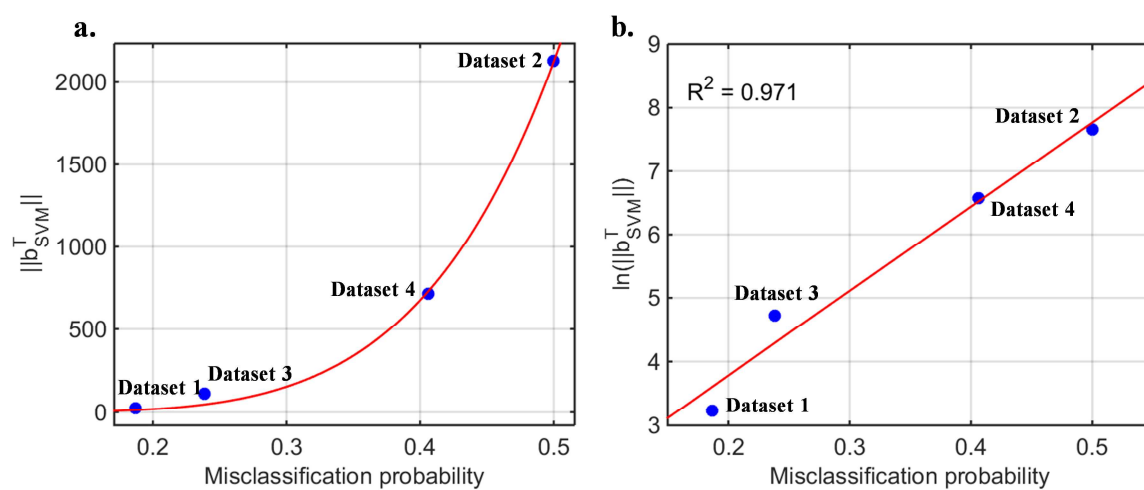 a.
||b^T_SVM||
2000
1500
1000
500
0
Dataset 2
Dataset 4
Dataset 3
Dataset 1
0.2 0.3 0.4 0.5
Misclassification probability
b.
ln(||b^T_SVM||)
9
8
7
6
5
4
3
R² = 0.971
Dataset 2
Dataset 4
Dataset 3
Dataset 1
0.2 0.3 0.4 0.5
Misclassification probability